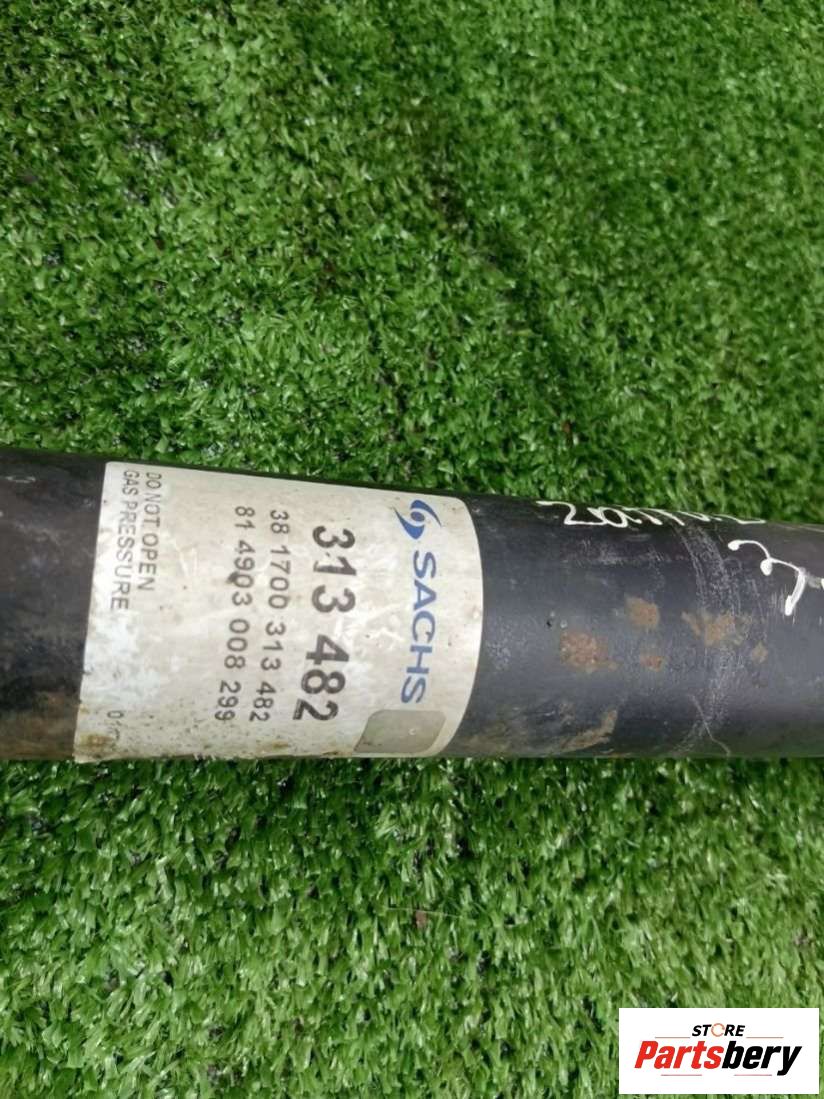 SACHS
313 482
38 1700 313 482
81 4903 008 299
DO NOT OPEN
GAS PRESSURE
STORE
Partsbery